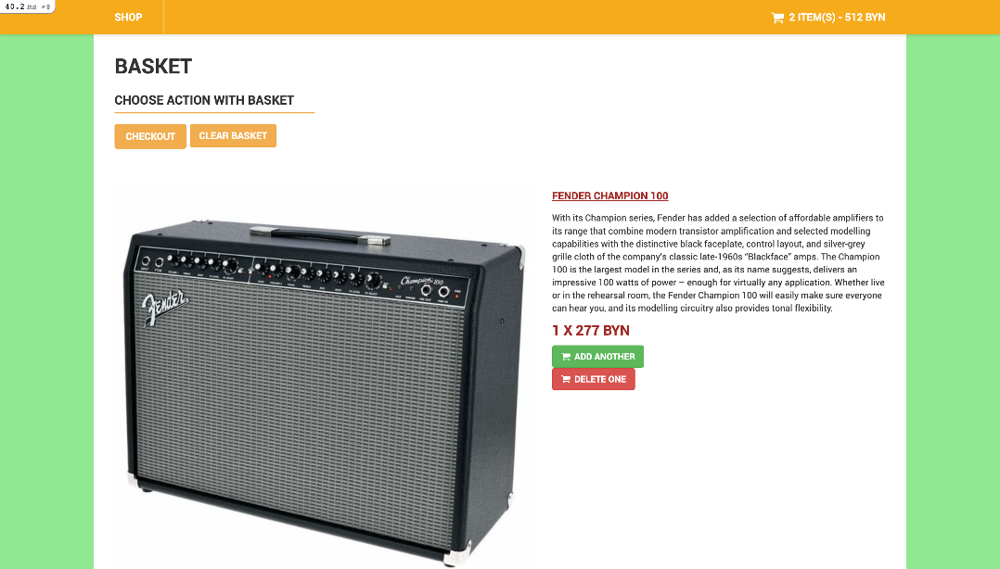 40.2 ms ×8
SHOP
2 ITEM(S) - 512 BYN
BASKET
CHOOSE ACTION WITH BASKET
CHECKOUT
CLEAR BASKET
Fender
Champion 100
FENDER CHAMPION 100
With its Champion series, Fender has added a selection of affordable amplifiers to
its range that combine modern transistor amplification and selected modelling
capabilities with the distinctive black faceplate, control layout, and silver-grey
grille cloth of the company's classic late-1960s “Blackface” amps. The Champion
100 is the largest model in the series and, as its name suggests, delivers an
impressive 100 watts of power – enough for virtually any application. Whether live
or in the rehearsal room, the Fender Champion 100 will easily make sure everyone
can hear you, and its modelling circuitry also provides tonal flexibility.
1 X 277 BYN
ADD ANOTHER
DELETE ONE